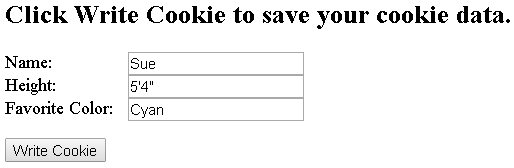 Click Write Cookie to save your cookie data.
Name: Sue
Height: 5'4"
Favorite Color: Cyan
Write Cookie